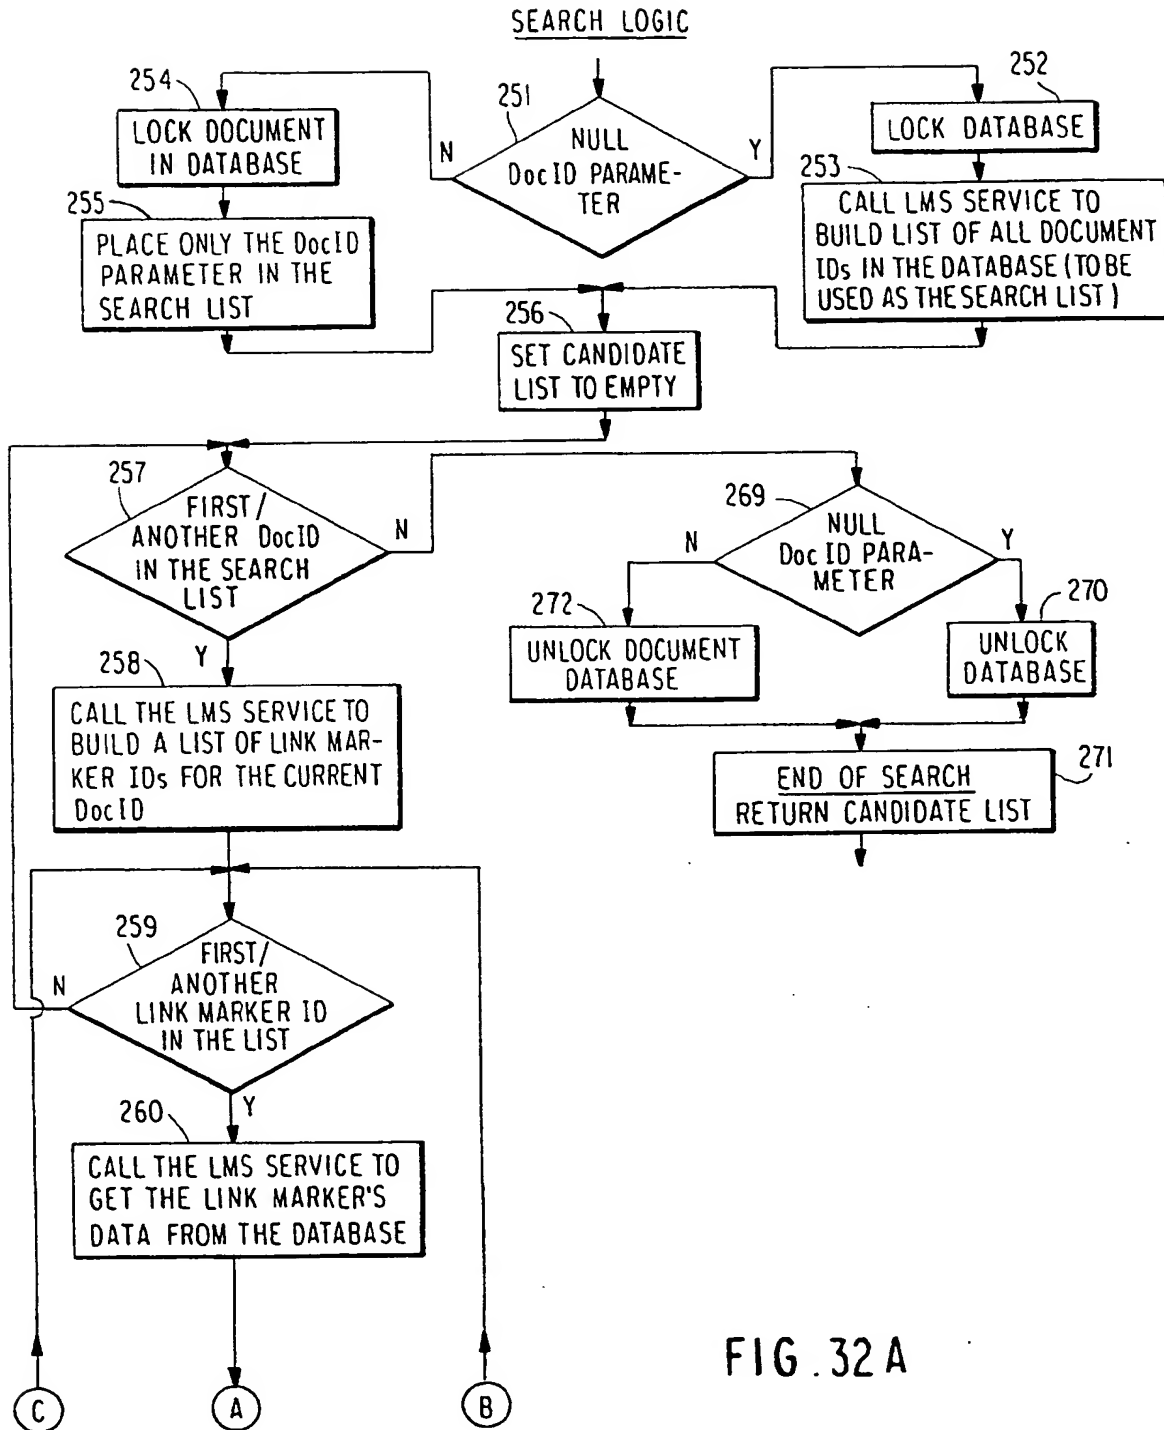 SEARCH LOGIC
254
LOCK DOCUMENT
IN DATABASE
251
NULL
DocID PARAME-
TER
N
Y
252
LOCK DATABASE
253
CALL LMS SERVICE TO
BUILD LIST OF ALL DOCUMENT
IDs IN THE DATABASE (TO BE
USED AS THE SEARCH LIST)
255
PLACE ONLY THE DocID
PARAMETER IN THE
SEARCH LIST
256
SET CANDIDATE
LIST TO EMPTY
257
FIRST/
ANOTHER DocID
IN THE SEARCH
LIST
N
Y
269
NULL
DocID PARA-
METER
N
Y
272
UNLOCK DOCUMENT
DATABASE
270
UNLOCK
DATABASE
258
CALL THE LMS SERVICE TO
BUILD A LIST OF LINK MAR-
KER IDs FOR THE CURRENT
DocID
271
END OF SEARCH
RETURN CANDIDATE LIST
259
FIRST/
ANOTHER
LINK MARKER ID
IN THE LIST
N
Y
260
CALL THE LMS SERVICE TO
GET THE LINK MARKER'S
DATA FROM THE DATABASE
C
A
B
FIG.32A